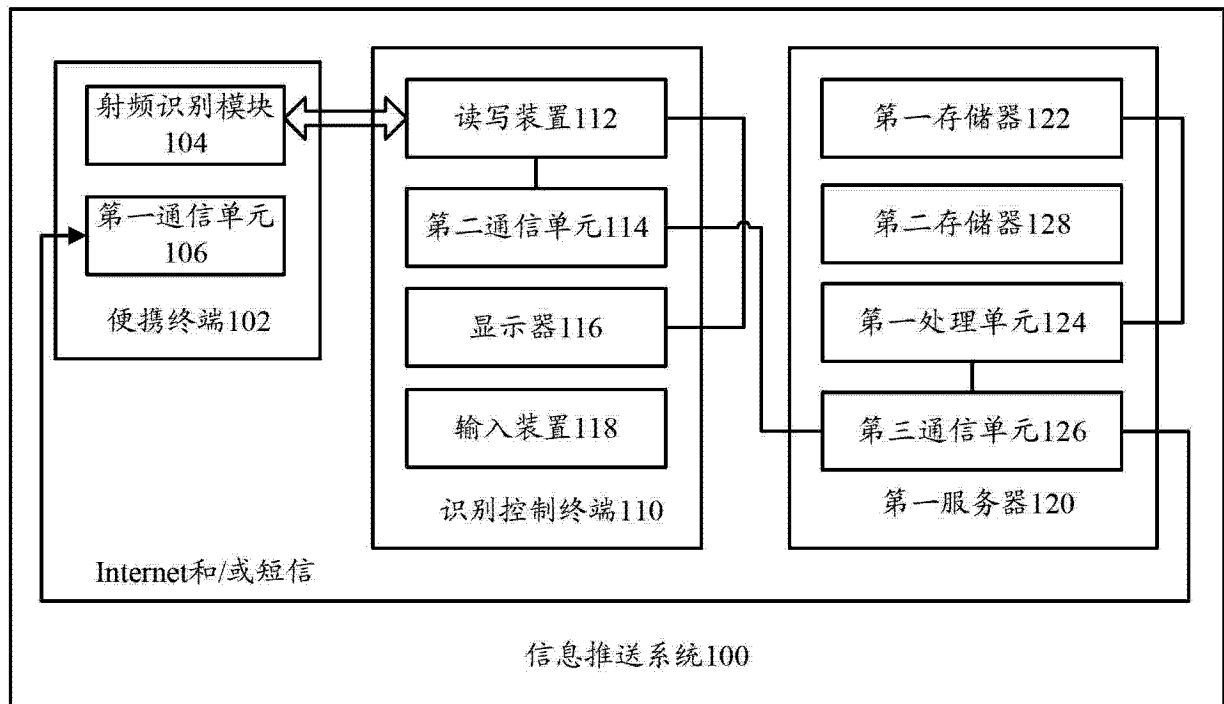 射频识别模块
104
第一通信单元
106
便携终端102
读写装置112
第二通信单元114
显示器116
输入装置118
识别控制终端110
第一存储器122
第二存储器128
第一处理单元124
第三通信单元126
第一服务器120
Internet和/或短信
信息推送系统100